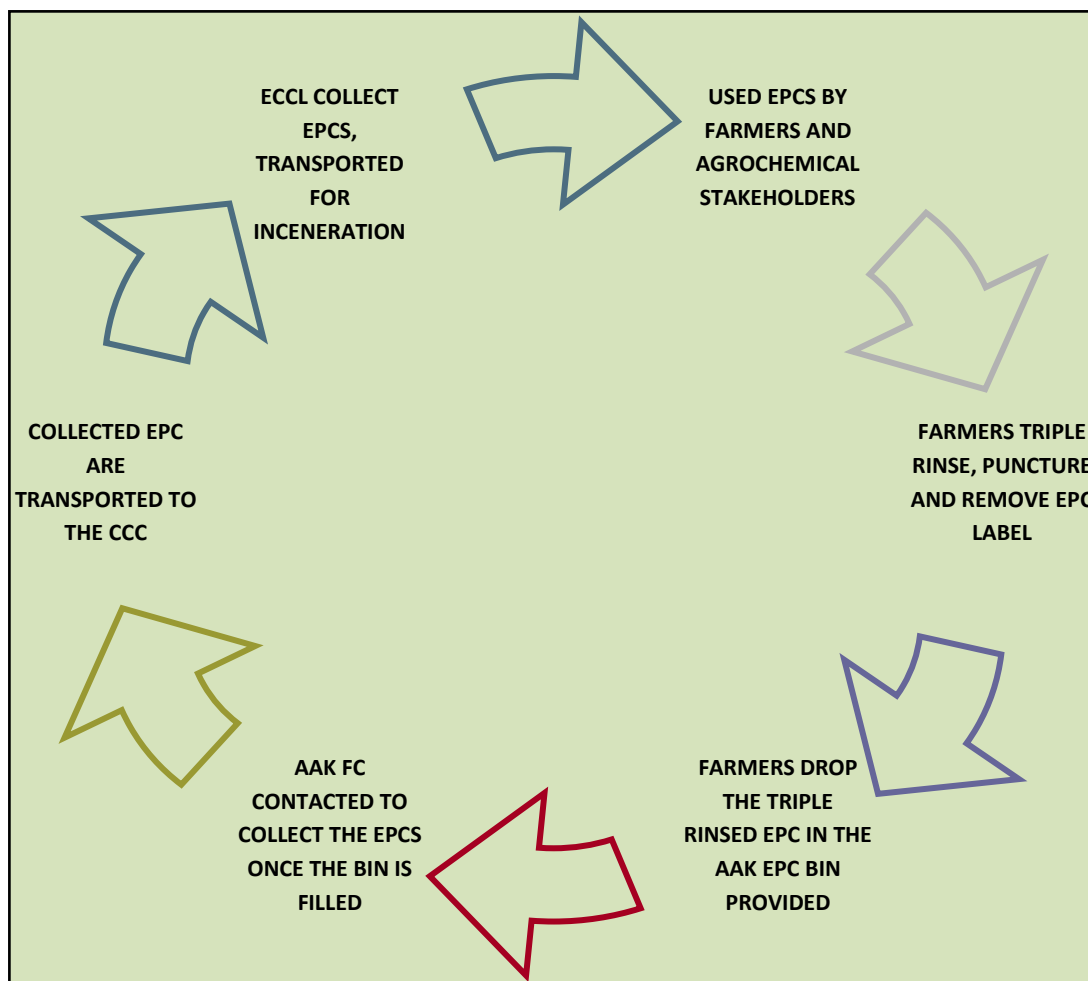 ECCL COLLECT
EPCS,
TRANSPORTED
FOR
INCENERATION
USED EPCS BY
FARMERS AND
AGROCHEMICAL
STAKEHOLDERS
FARMERS TRIPLE
RINSE, PUNCTURE
AND REMOVE EPC
LABEL
FARMERS DROP
THE TRIPLE
RINSED EPC IN THE
AAK EPC BIN
PROVIDED
AAK FC
CONTACTED TO
COLLECT THE EPCS
ONCE THE BIN IS
FILLED
COLLECTED EPC
ARE
TRANSPORTED TO
THE CCC